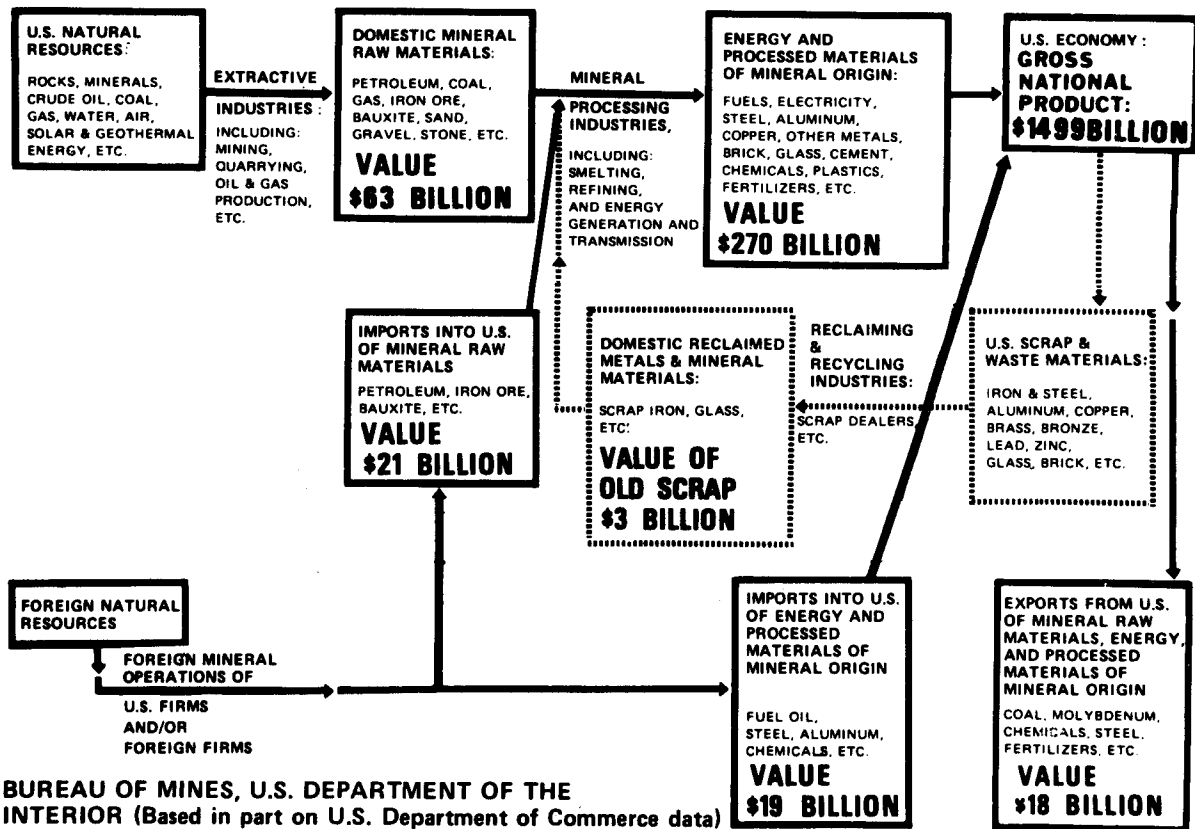 U.S. NATURAL
RESOURCES:
ROCKS, MINERALS,
CRUDE OIL, COAL,
GAS, WATER, AIR,
SOLAR & GEOTHERMAL
ENERGY, ETC.
EXTRACTIVE
INDUSTRIES :
INCLUDING:
MINING,
QUARRYING,
OIL & GAS
PRODUCTION,
ETC.
DOMESTIC MINERAL
RAW MATERIALS:
PETROLEUM, COAL,
GAS, IRON ORE,
BAUXITE, SAND,
GRAVEL. STONE, ETC.
VALUE
$63 BILLION
MINERAL
PROCESSING
INDUSTRIES,
INCLUDING:
SMELTING,
REFINING,
AND ENERGY
GENERATION AND
TRANSMISSION
ENERGY AND
PROCESSED MATERIALS
OF MINERAL ORIGIN:
FUELS, ELECTRICITY,
STEEL, ALUMINUM,
COPPER, OTHER METALS,
BRICK, GLASS, CEMENT,
CHEMICALS, PLASTICS,
FERTILIZERS, ETC.
VALUE
$270 BILLION
U.S. ECONOMY :
GROSS
NATIONAL
PRODUCT:
$1499BILLION
IMPORTS INTO U.S.
OF MINERAL RAW
MATERIALS
PETROLEUM, IRON ORE,
BAUXITE, ETC.
VALUE
$21 BILLION
DOMESTIC RECLAIMED
METALS & MINERAL
MATERIALS:
SCRAP IRON, GLASS,
ETC.
VALUE OF
OLD SCRAP
$3 BILLION
RECLAIMING
&
RECYCLING
INDUSTRIES:
SCRAP DEALERS,
ETC.
U.S. SCRAP &
WASTE MATERIALS:
IRON & STEEL,
ALUMINUM, COPPER,
BRASS, BRONZE,
LEAD, ZINC,
GLASS, BRICK, ETC.
FOREIGN NATURAL
RESOURCES
FOREIGN MINERAL
OPERATIONS OF
U.S. FIRMS
AND/OR
FOREIGN FIRMS
IMPORTS INTO U.S.
OF ENERGY AND
PROCESSED
MATERIALS OF
MINERAL ORIGIN
FUEL OIL,
STEEL, ALUMINUM,
CHEMICALS, ETC.
VALUE
$19 BILLION
EXPORTS FROM U.S.
OF MINERAL RAW
MATERIALS, ENERGY,
AND PROCESSED
MATERIALS OF
MINERAL ORIGIN
COAL, MOLYBDENUM,
CHEMICALS, STEEL,
FERTILIZERS, ETC.
VALUE
$18 BILLION
BUREAU OF MINES, U.S. DEPARTMENT OF THE
INTERIOR (Based in part on U.S. Department of Commerce data)